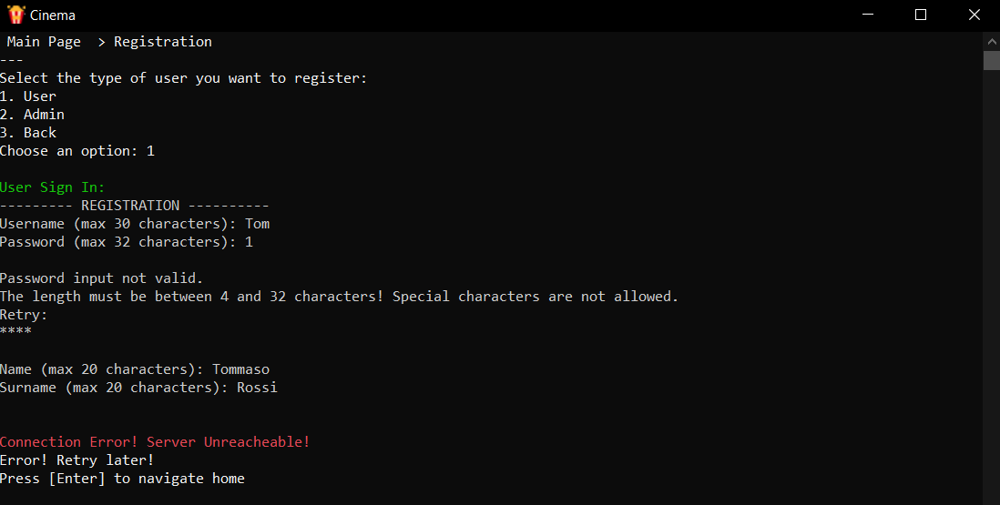 Cinema
Main Page  > Registration
---
Select the type of user you want to register:
1. User
2. Admin
3. Back
Choose an option: 1
User Sign In:
--------- REGISTRATION ----------
Username (max 30 characters): Tom
Password (max 32 characters): 1
Password input not valid.
The length must be between 4 and 32 characters! Special characters are not allowed.
Retry:
****
Name (max 20 characters): Tommaso
Surname (max 20 characters): Rossi
Connection Error! Server Unreacheable!
Error! Retry later!
Press [Enter] to navigate home